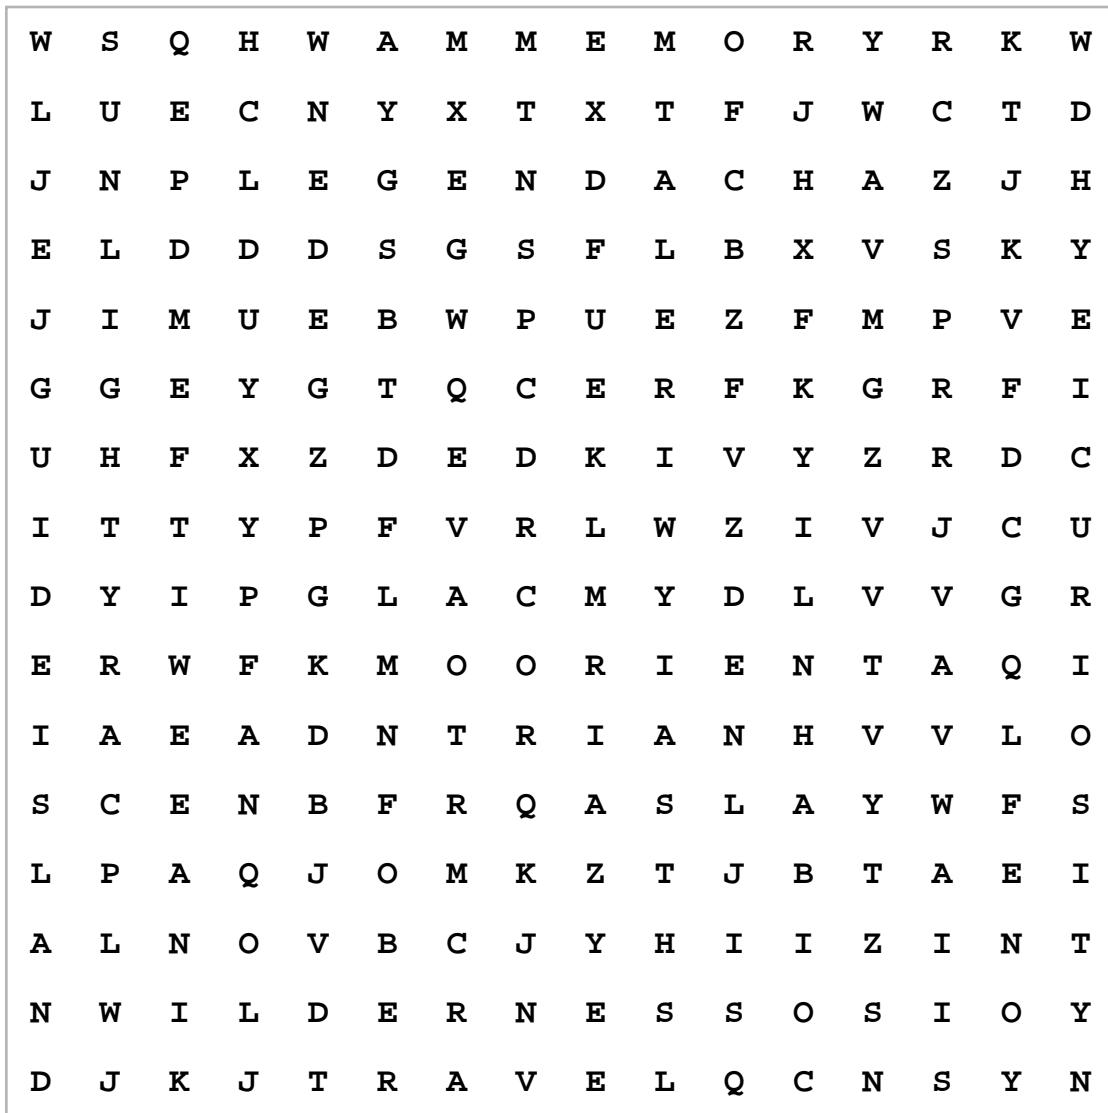 W S Q H W A M M E M O R Y R K W
L U E C N Y X T X T F J W C T D
J N P L E G E N D A C H A Z J H
E L D D D S G S F L B X V S K Y
J I M U E B W P U E Z F M P V E
G G E Y G T Q C E R F K G R F I
U H F X Z D E D K I V Y Z R D C
I T T Y P F V R L W Z I V J C U
D Y I P G L A C M Y D L V V G R
E R W F K M O O R I E N T A Q I
I A E A D N T R I A N H V V L O
S C E N B F R Q A S L A Y W F S
L P A Q J O M K Z T J B T A E I
A L N O V B C J Y H I I Z I N T
N W I L D E R N E S S O S I O Y
D J K J T R A V E L Q C N S Y N